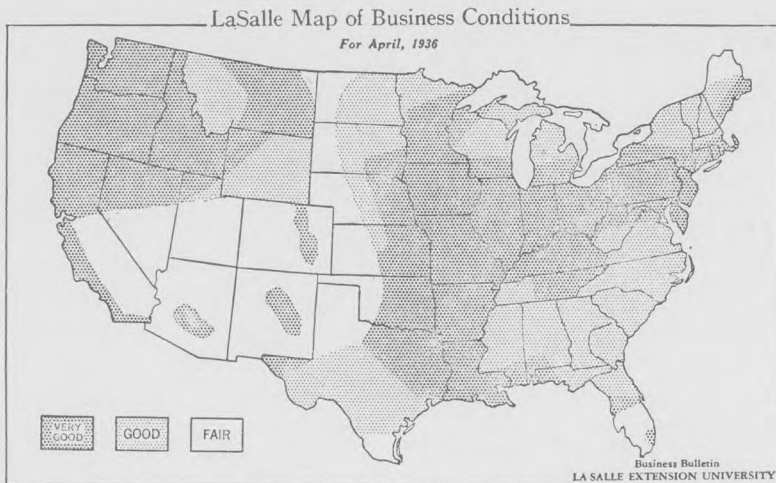 LaSalle Map of Business Conditions
For April, 1936
VERY
GOOD
GOOD
FAIR
Business Bulletin
LA SALLE EXTENSION UNIVERSITY